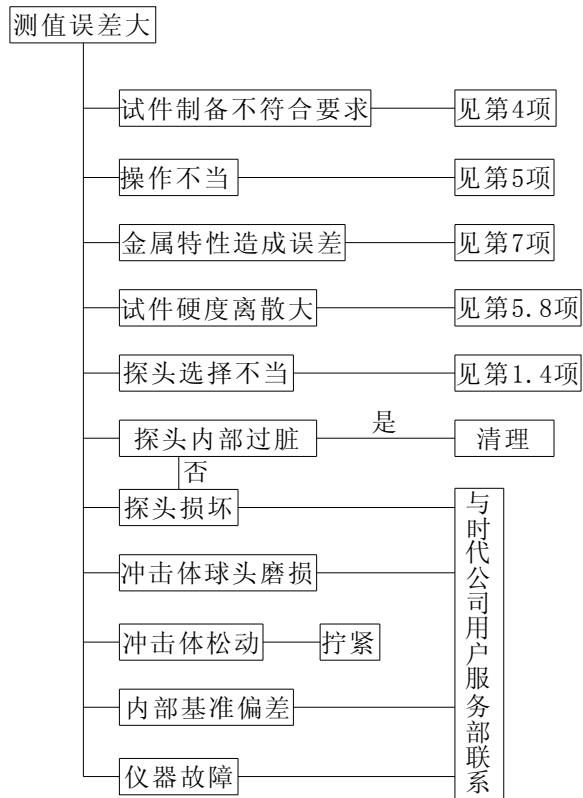 测值误差大
试件制备不符合要求 见第4项
操作不当 见第5项
金属特性造成误差 见第7项
试件硬度离散大 见第5.8项
探头选择不当 见第1.4项
探头内部过脏 是 清理
否
探头损坏
与时代公司用户服务部联系
冲击体球头磨损
冲击体松动 拧紧
内部基准偏差
仪器故障